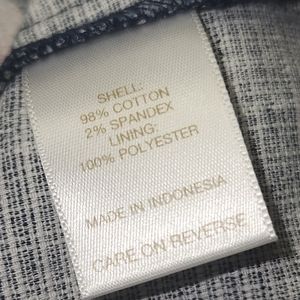 SHELL:
98% COTTON
2% SPANDEX
LINING:
100% POLYESTER
MADE IN INDONESIA
CARE ON REVERSE